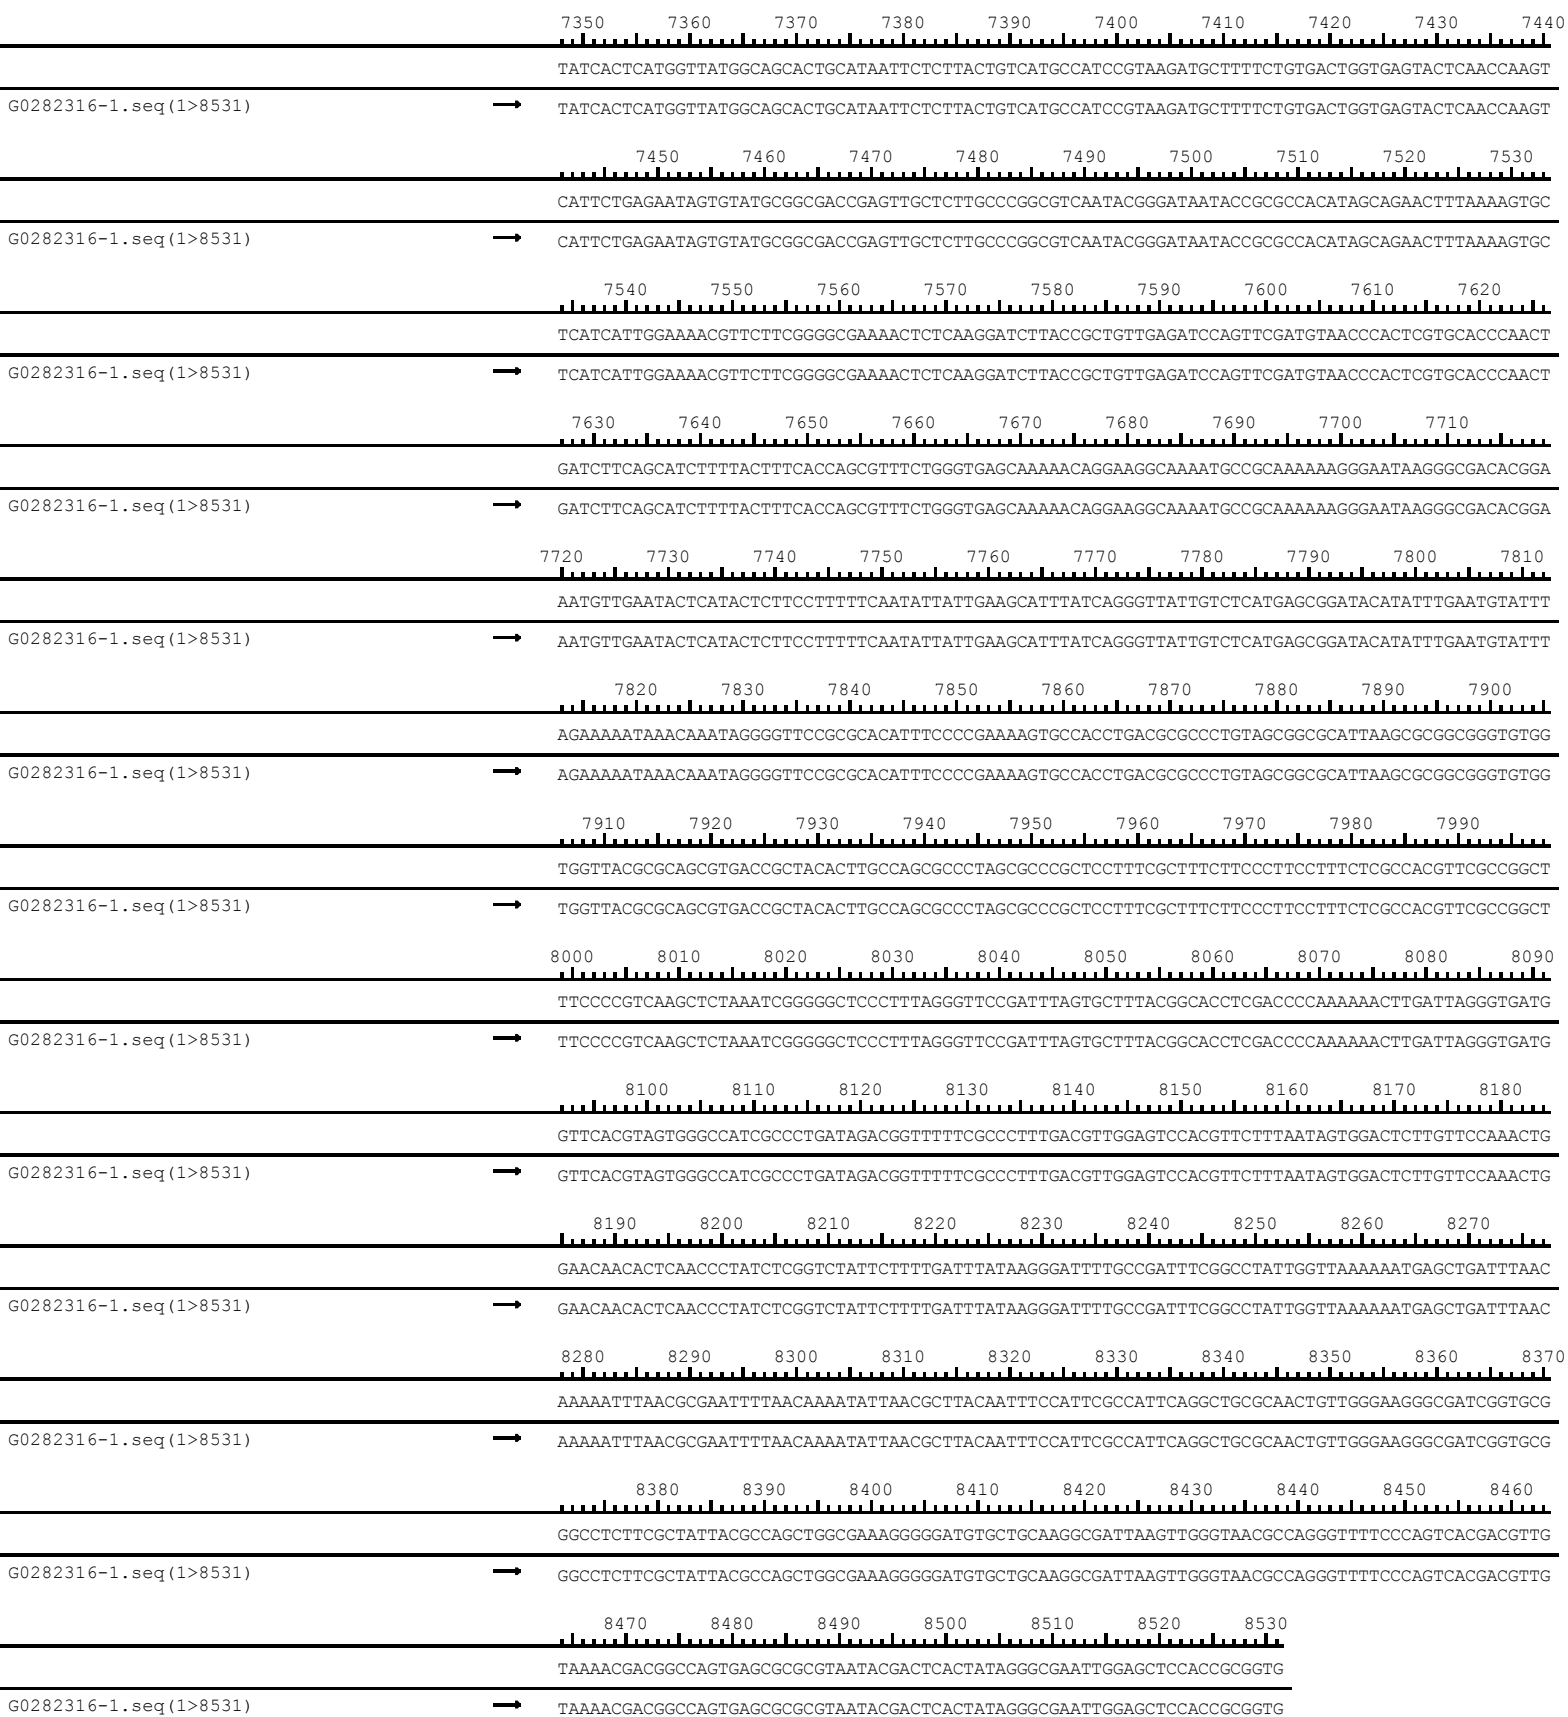 7350 7360 7370 7380 7390 7400 7410 7420 7430 7440
TATCACTCATGGTTATGGCAGCACTGCATAATTCTCTTACTGTCATGCCATCCGTAAGATGCTTTTCTGTGACTGGTGAGTACTCAACCAAGT
G0282316-1.seq(1>8531) → TATCACTCATGGTTATGGCAGCACTGCATAATTCTCTTACTGTCATGCCATCCGTAAGATGCTTTTCTGTGACTGGTGAGTACTCAACCAAGT
7450 7460 7470 7480 7490 7500 7510 7520 7530
CATTCTGAGAATAGTGTATGCGGCGACCGAGTTGCTCTTGCCCGGCGTCAATACGGGATAATACCGCGCCACATAGCAGAACTTTAAAAGTGC
G0282316-1.seq(1>8531) → CATTCTGAGAATAGTGTATGCGGCGACCGAGTTGCTCTTGCCCGGCGTCAATACGGGATAATACCGCGCCACATAGCAGAACTTTAAAAGTGC
7540 7550 7560 7570 7580 7590 7600 7610 7620
TCATCATTGGAAAACGTTCTTCGGGGCGAAAACTCTCAAGGATCTTACCGCTGTTGAGATCCAGTTCGATGTAACCCACTCGTGCACCCAACT
G0282316-1.seq(1>8531) → TCATCATTGGAAAACGTTCTTCGGGGCGAAAACTCTCAAGGATCTTACCGCTGTTGAGATCCAGTTCGATGTAACCCACTCGTGCACCCAACT
7630 7640 7650 7660 7670 7680 7690 7700 7710
GATCTTCAGCATCTTTTACTTTCACCAGCGTTTCTGGGTGAGCAAAAACAGGAAGGCAAAATGCCGCAAAAAAGGGAATAAGGGCGACACGGA
G0282316-1.seq(1>8531) → GATCTTCAGCATCTTTTACTTTCACCAGCGTTTCTGGGTGAGCAAAAACAGGAAGGCAAAATGCCGCAAAAAAGGGAATAAGGGCGACACGGA
7720 7730 7740 7750 7760 7770 7780 7790 7800 7810
AATGTTGAATACTCATACTCTTCCTTTTTCAATATTATTGAAGCATTTATCAGGGTTATTGTCTCATGAGCGGATACATATTTGAATGTATTT
G0282316-1.seq(1>8531) → AATGTTGAATACTCATACTCTTCCTTTTTCAATATTATTGAAGCATTTATCAGGGTTATTGTCTCATGAGCGGATACATATTTGAATGTATTT
7820 7830 7840 7850 7860 7870 7880 7890 7900
AGAAAAATAAACAAATAGGGGTTCCGCGCACATTTCCCCGAAAAGTGCCACCTGACGCGCCCTGTAGCGGCGCATTAAGCGCGGCGGGTGTGG
G0282316-1.seq(1>8531) → AGAAAAATAAACAAATAGGGGTTCCGCGCACATTTCCCCGAAAAGTGCCACCTGACGCGCCCTGTAGCGGCGCATTAAGCGCGGCGGGTGTGG
7910 7920 7930 7940 7950 7960 7970 7980 7990
TGGTTACGCGCAGCGTGACCGCTACACTTGCCAGCGCCCTAGCGCCCGCTCCTTTCGCTTTCTTCCCTTCCTTTCTCGCCACGTTCGCCGGCT
G0282316-1.seq(1>8531) → TGGTTACGCGCAGCGTGACCGCTACACTTGCCAGCGCCCTAGCGCCCGCTCCTTTCGCTTTCTTCCCTTCCTTTCTCGCCACGTTCGCCGGCT
8000 8010 8020 8030 8040 8050 8060 8070 8080 8090
TTCCCCGTCAAGCTCTAAATCGGGGGCTCCCTTTAGGGTTCCGATTTAGTGCTTTACGGCACCTCGACCCCAAAAAACTTGATTAGGGTGATG
G0282316-1.seq(1>8531) → TTCCCCGTCAAGCTCTAAATCGGGGGCTCCCTTTAGGGTTCCGATTTAGTGCTTTACGGCACCTCGACCCCAAAAAACTTGATTAGGGTGATG
8100 8110 8120 8130 8140 8150 8160 8170 8180
GTTCACGTAGTGGGCCATCGCCCTGATAGACGGTTTTTCGCCCTTTGACGTTGGAGTCCACGTTCTTTAATAGTGGACTCTTGTTCCAAACTG
G0282316-1.seq(1>8531) → GTTCACGTAGTGGGCCATCGCCCTGATAGACGGTTTTTCGCCCTTTGACGTTGGAGTCCACGTTCTTTAATAGTGGACTCTTGTTCCAAACTG
8190 8200 8210 8220 8230 8240 8250 8260 8270
GAACAACACTCAACCCTATCTCGGTCTATTCTTTTGATTTATAAGGGATTTTGCCGATTTCGGCCTATTGGTTAAAAAATGAGCTGATTTAAC
G0282316-1.seq(1>8531) → GAACAACACTCAACCCTATCTCGGTCTATTCTTTTGATTTATAAGGGATTTTGCCGATTTCGGCCTATTGGTTAAAAAATGAGCTGATTTAAC
8280 8290 8300 8310 8320 8330 8340 8350 8360 8370
AAAAATTTAACGCGAATTTTAACAAAATATTAACGCTTACAATTTCCATTCGCCATTCAGGCTGCGCAACTGTTGGGAAGGGCGATCGGTGCG
G0282316-1.seq(1>8531) → AAAAATTTAACGCGAATTTTAACAAAATATTAACGCTTACAATTTCCATTCGCCATTCAGGCTGCGCAACTGTTGGGAAGGGCGATCGGTGCG
8380 8390 8400 8410 8420 8430 8440 8450 8460
GGCCTCTTCGCTATTACGCCAGCTGGCGAAAGGGGGATGTGCTGCAAGGCGATTAAGTTGGGTAACGCCAGGGTTTTCCCAGTCACGACGTTG
G0282316-1.seq(1>8531) → GGCCTCTTCGCTATTACGCCAGCTGGCGAAAGGGGGATGTGCTGCAAGGCGATTAAGTTGGGTAACGCCAGGGTTTTCCCAGTCACGACGTTG
8470 8480 8490 8500 8510 8520 8530
TAAAACGACGGCCAGTGAGCGCGCGTAATACGACTCACTATAGGGCGAATTGGAGCTCCACCGCGGTG
G0282316-1.seq(1>8531) → TAAAACGACGGCCAGTGAGCGCGCGTAATACGACTCACTATAGGGCGAATTGGAGCTCCACCGCGGTG